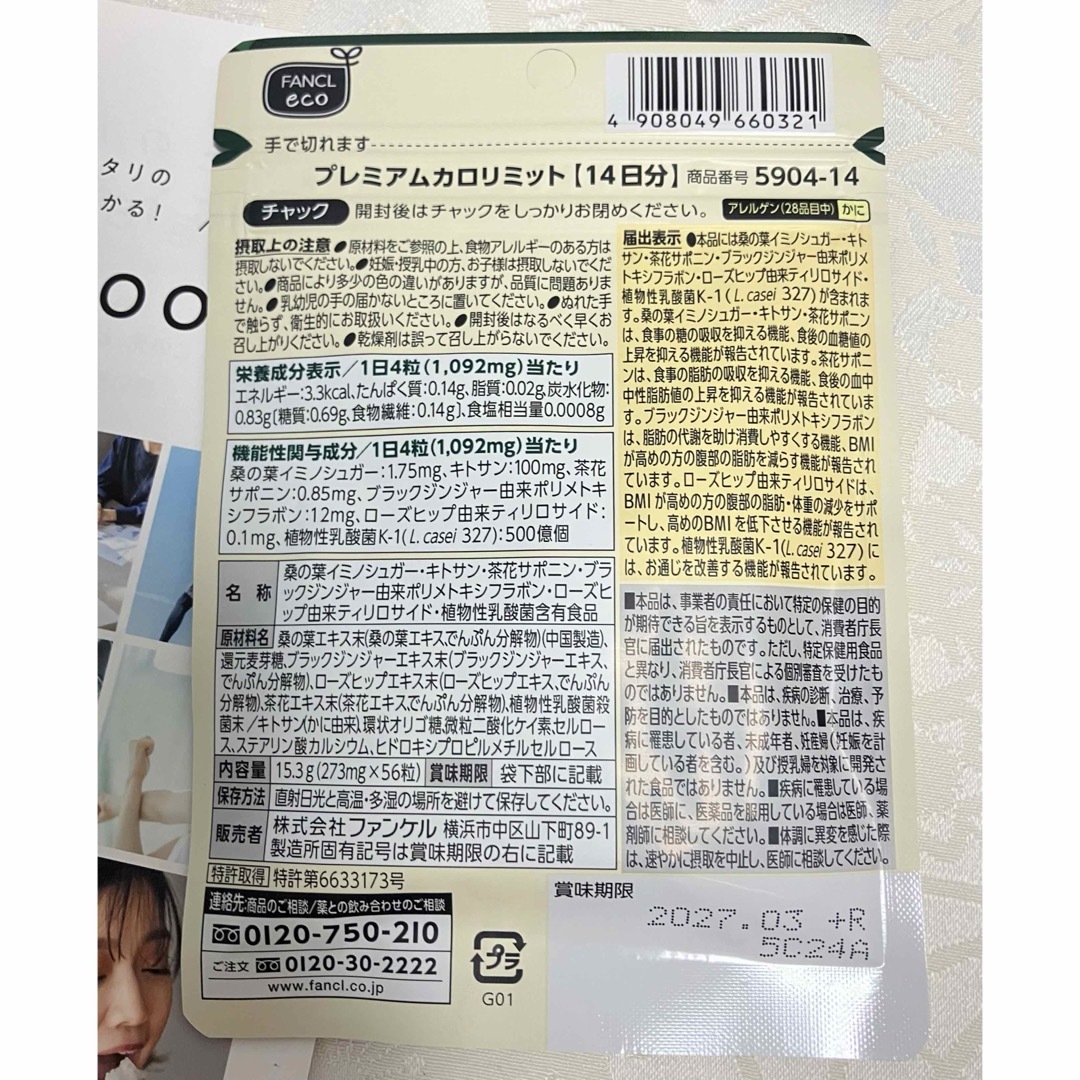 タリの
かる!
FANCL
eco
4 908049 660321
手で切れます
プレミアムカロリミット【14日分】 商品番号 5904-14
チャック 開封後はチャックをしっかりお閉めください。
アレルゲン(28品目中) かに
摂取上の注意 ●原材料をご参照の上、食物アレルギーのある方は
摂取しないでください。●妊娠・授乳中の方、お子様は摂取しないでくだ
さい。●商品により多少の色の違いがありますが、品質に問題ありま
せん。●乳幼児の手の届かないところに置いてください。●ぬれた手
で触らず、衛生的にお取扱いください。●開封後はなるべく早くお
召し上がりください。●乾燥剤は誤って召し上がらないでください。
栄養成分表示/1日4粒(1,092mg)当たり
エネルギー:3.3kcal、たんぱく質:0.14g、脂質:0.02g、炭水化物:
0.83g〔糖質:0.69g、食物繊維:0.14g〕、食塩相当量0.0008g
機能性関与成分/1日4粒(1,092mg)当たり
桑の葉イミノシュガー:1.75mg、キトサン:100mg、茶花
サポニン:0.85mg、ブラックジンジャー由来ポリメトキ
シフラボン:12mg、ローズヒップ由来ティリロサイド:
0.1mg、植物性乳酸菌K-1(L. casei 327):500億個
名 称 桑の葉イミノシュガー・キトサン・茶花サポニン・ブラ
ックジンジャー由来ポリメトキシフラボン・ローズヒ
ップ由来ティリロサイド・植物性乳酸菌含有食品
原材料名 桑の葉エキス末(桑の葉エキス、でんぷん分解物)(中国製造)、
還元麦芽糖、ブラックジンジャーエキス末(ブラックジンジャーエキス、
でんぷん分解物)、ローズヒップエキス末(ローズヒップエキス、でんぷん
分解物)、茶花エキス末(茶花エキス、でんぷん分解物)、植物性乳酸菌殺
菌末/キトサン(かに由来)、環状オリゴ糖、微粒二酸化ケイ素、セルロー
ス、ステアリン酸カルシウム、ヒドロキシプロピルメチルセルロース
内容量 15.3g(273mg×56粒) 賞味期限 袋下部に記載
保存方法 直射日光と高温・多湿の場所を避けて保存してください。
販売者 株式会社ファンケル 横浜市中区山下町89-1
製造所固有記号は賞味期限の右に記載
特許取得 特許第6633173号
連絡先:商品のご相談/薬との飲み合わせのご相談
0120-750-210
ご注文 0120-30-2222
www.fancl.co.jp
プラ
G01
届出表示 ●本品には桑の葉イミノシュガー・キト
サン・茶花サポニン・ブラックジンジャー由来ポリメ
トキシフラボン・ローズヒップ由来ティリロサイド・
植物性乳酸菌K-1(L. casei 327)が含まれま
す。桑の葉イミノシュガー・キトサン・茶花サポニン
は、食事の糖の吸収を抑える機能、食後の血糖値の
上昇を抑える機能が報告されています。茶花サポニ
ンは、食事の脂肪の吸収を抑える機能、食後の血中
中性脂肪値の上昇を抑える機能が報告されていま
す。ブラックジンジャー由来ポリメトキシフラボン
は、脂肪の代謝を助け消費しやすくする機能、BMI
が高めの方の腹部の脂肪を減らす機能が報告され
ています。ローズヒップ由来ティリロサイドは、
BMIが高めの方の腹部の脂肪・体重の減少をサポ
ートし、高めのBMIを低下させる機能が報告され
ています。植物性乳酸菌K-1(L. casei 327)に
は、お通じを改善する機能が報告されています。
■本品は、事業者の責任において特定の保健の目的
が期待できる旨を表示するものとして、消費者庁長
官に届出されたものです。ただし、特定保健用食品
と異なり、消費者庁長官による個別審査を受けたも
のではありません。■本品は、疾病の診断、治療、予
防を目的としたものではありません。■本品は、疾
病に罹患している者、未成年者、妊産婦(妊娠を計
画している者を含む。)及び授乳婦を対象に開発さ
れた食品ではありません。■疾病に罹患している場
合は医師に、医薬品を服用している場合は医師、薬
剤師に相談してください。■体調に異変を感じた際
は、速やかに摂取を中止し、医師に相談してください。
賞味期限
2027.03 +R
5C24A